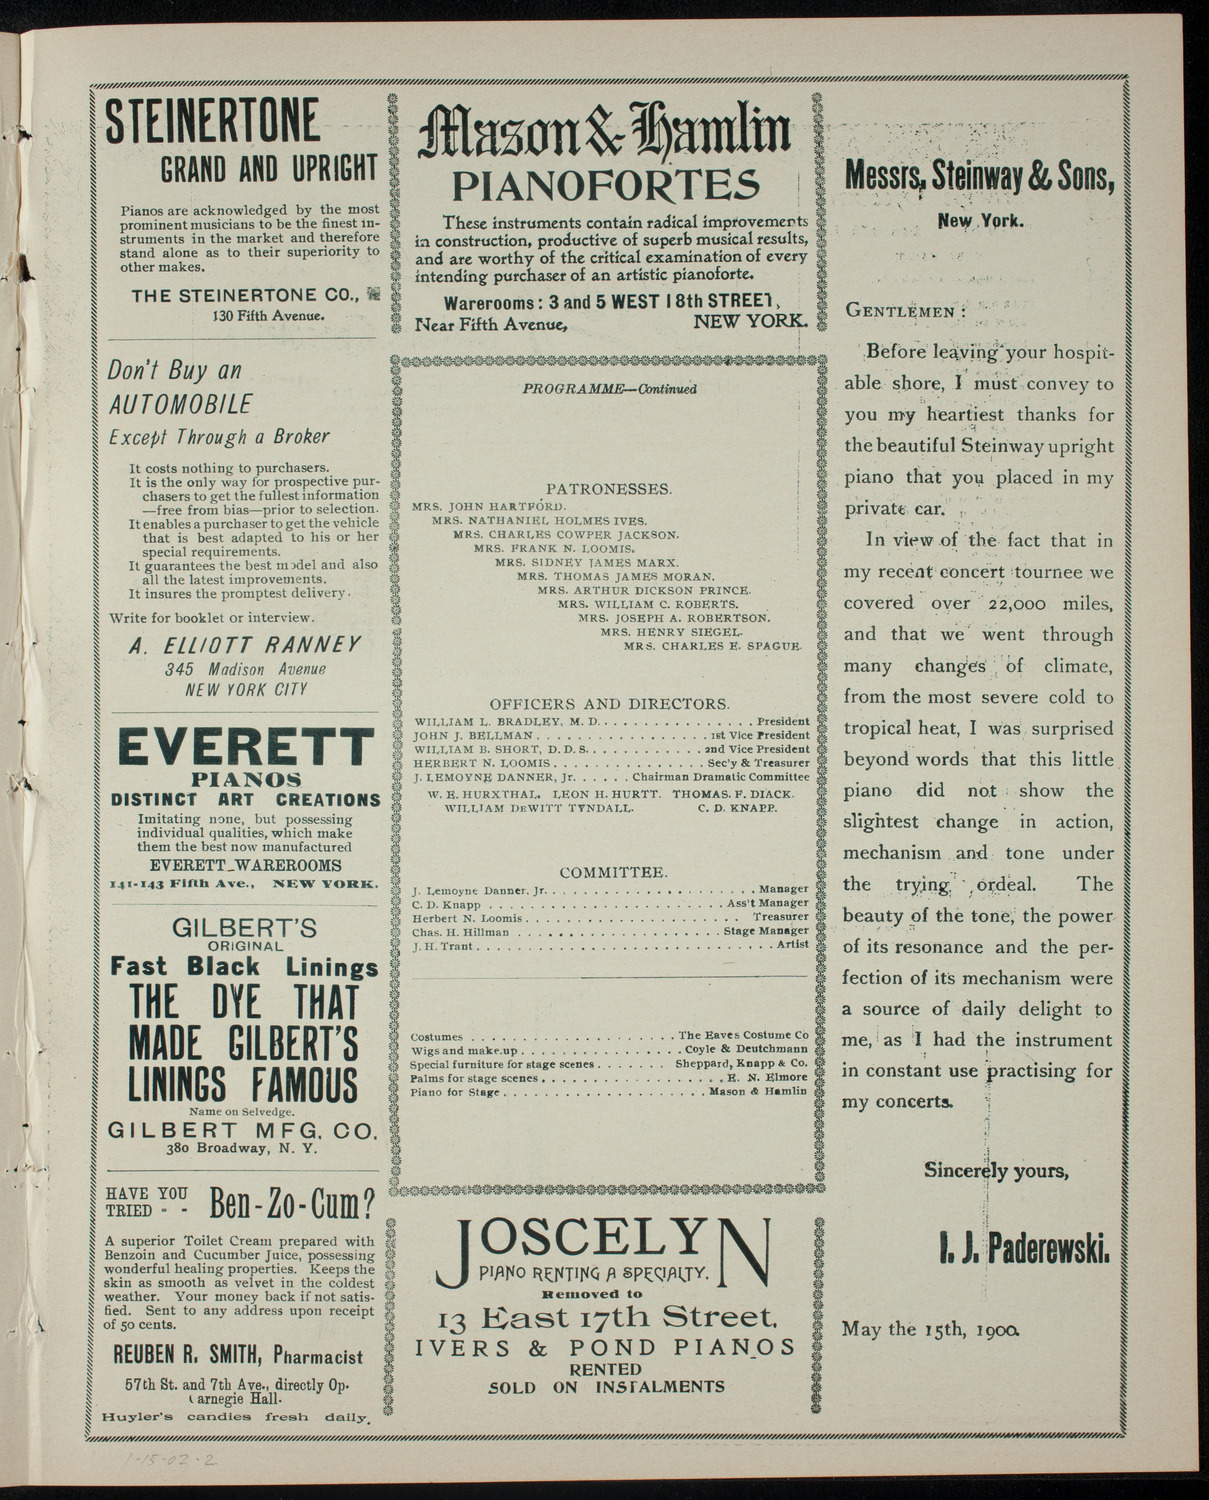 STEINERTONE
GRAND AND UPRIGHT
Pianos are acknowledged by the most
prominent musicians to be the finest in-
struments in the market and therefore
stand alone as to their superiority to
other makes.
THE STEINERTONE CO.,
130 Fifth Avenue.
Don't Buy an
AUTOMOBILE
Except Through a Broker
It costs nothing to purchasers.
It is the only way for prospective pur-
chasers to get the fullest information
—free from bias—prior to selection.
It enables a purchaser to get the vehicle
that is best adapted to his or her
special requirements.
It guarantees the best model and also
all the latest improvements.
It insures the promptest delivery.
Write for booklet or interview.
A. ELLIOTT RANNEY
345 Madison Avenue
NEW YORK CITY
EVERETT
PIANOS
DISTINCT ART CREATIONS
Imitating none, but possessing
individual qualities, which make
them the best now manufactured
EVERETT WAREROOMS
141-143 Fifth Ave., NEW YORK.
GILBERT'S
ORIGINAL
Fast Black Linings
THE DYE THAT
MADE GILBERT'S
LININGS FAMOUS
Name on Selvedge.
GILBERT MFG. CO.
380 Broadway, N. Y.
HAVE YOU
TRIED - - Ben-Zo-Cum?
A superior Toilet Cream prepared with
Benzoin and Cucumber Juice, possessing
wonderful healing properties. Keeps the
skin as smooth as velvet in the coldest
weather. Your money back if not satis-
fied. Sent to any address upon receipt
of 50 cents.
REUBEN R. SMITH, Pharmacist
57th St. and 7th Ave., directly Op.
Carnegie Hall.
Huyler's candies fresh daily.
1-15-02-2
Mason & Hamlin
PIANOFORTES
These instruments contain radical improvements
in construction, productive of superb musical results,
and are worthy of the critical examination of every
intending purchaser of an artistic pianoforte.
Warerooms: 3 and 5 WEST 18th STREET,
Near Fifth Avenue, NEW YORK.
PROGRAMME—Continued
PATRONESSES.
MRS. JOHN HARTFORD.
MRS. NATHANIEL HOLMES IVES.
MRS. CHARLES COWPER JACKSON.
MRS. FRANK N. LOOMIS.
MRS. SIDNEY JAMES MARX.
MRS. THOMAS JAMES MORAN.
MRS. ARTHUR DICKSON PRINCE.
MRS. WILLIAM C. ROBERTS.
MRS. JOSEPH A. ROBERTSON.
MRS. HENRY SIEGEL.
MRS. CHARLES E. SPAGUE.
OFFICERS AND DIRECTORS.
WILLIAM L. BRADLEY, M. D. . . . . . . . . . . . . . . . . President
JOHN J. BELLMAN . . . . . . . . . . . . . . . . . 1st Vice President
WILLIAM B. SHORT, D. D. S. . . . . . . . . . . . 2nd Vice President
HERBERT N. LOOMIS . . . . . . . . . . . . . . . Sec'y & Treasurer
J. LEMOYNE DANNER, Jr. . . . . . Chairman Dramatic Committee
W. E. HURXTHAL. LEON H. HURTT. THOMAS. F. DIACK.
WILLIAM DEWITT TYNDALL. C. D. KNAPP.
COMMITTEE.
J. Lemoyne Danner, Jr. . . . . . . . . . . . . . . . . . . . . Manager
C. D. Knapp . . . . . . . . . . . . . . . . . . . . . . . Ass't Manager
Herbert N. Loomis . . . . . . . . . . . . . . . . . . . . . Treasurer
Chas. H. Hillman . . . . . . . . . . . . . . . . . . . Stage Manager
J. H. Trant . . . . . . . . . . . . . . . . . . . . . . . . . . . . Artist
Costumes . . . . . . . . . . . . . . . . . . . The Eaves Costume Co
Wigs and make.up . . . . . . . . . . . . . . . Coyle & Deutchmann
Special furniture for stage scenes . . . . . . . Sheppard, Knapp & Co.
Palms for stage scenes . . . . . . . . . . . . . . . . . E. N. Elmore
Piano for Stage . . . . . . . . . . . . . . . . . . . Mason & Hamlin
JOSCELYN
PIANO RENTING A SPECIALTY.
Removed to
13 East 17th Street.
IVERS & POND PIANOS
RENTED
SOLD ON INSTALMENTS
Messrs. Steinway & Sons,
New York.
GENTLEMEN:
Before leaving your hospit-
able shore, I must convey to
you my heartiest thanks for
the beautiful Steinway upright
piano that you placed in my
private car.
In view of the fact that in
my recent concert tournee we
covered over 22,000 miles,
and that we went through
many changes of climate,
from the most severe cold to
tropical heat, I was surprised
beyond words that this little
piano did not show the
slightest change in action,
mechanism and tone under
the trying ordeal. The
beauty of the tone, the power
of its resonance and the per-
fection of its mechanism were
a source of daily delight to
me, as I had the instrument
in constant use practising for
my concerts.
Sincerely yours,
I. J. Paderewski.
May the 15th, 1900.